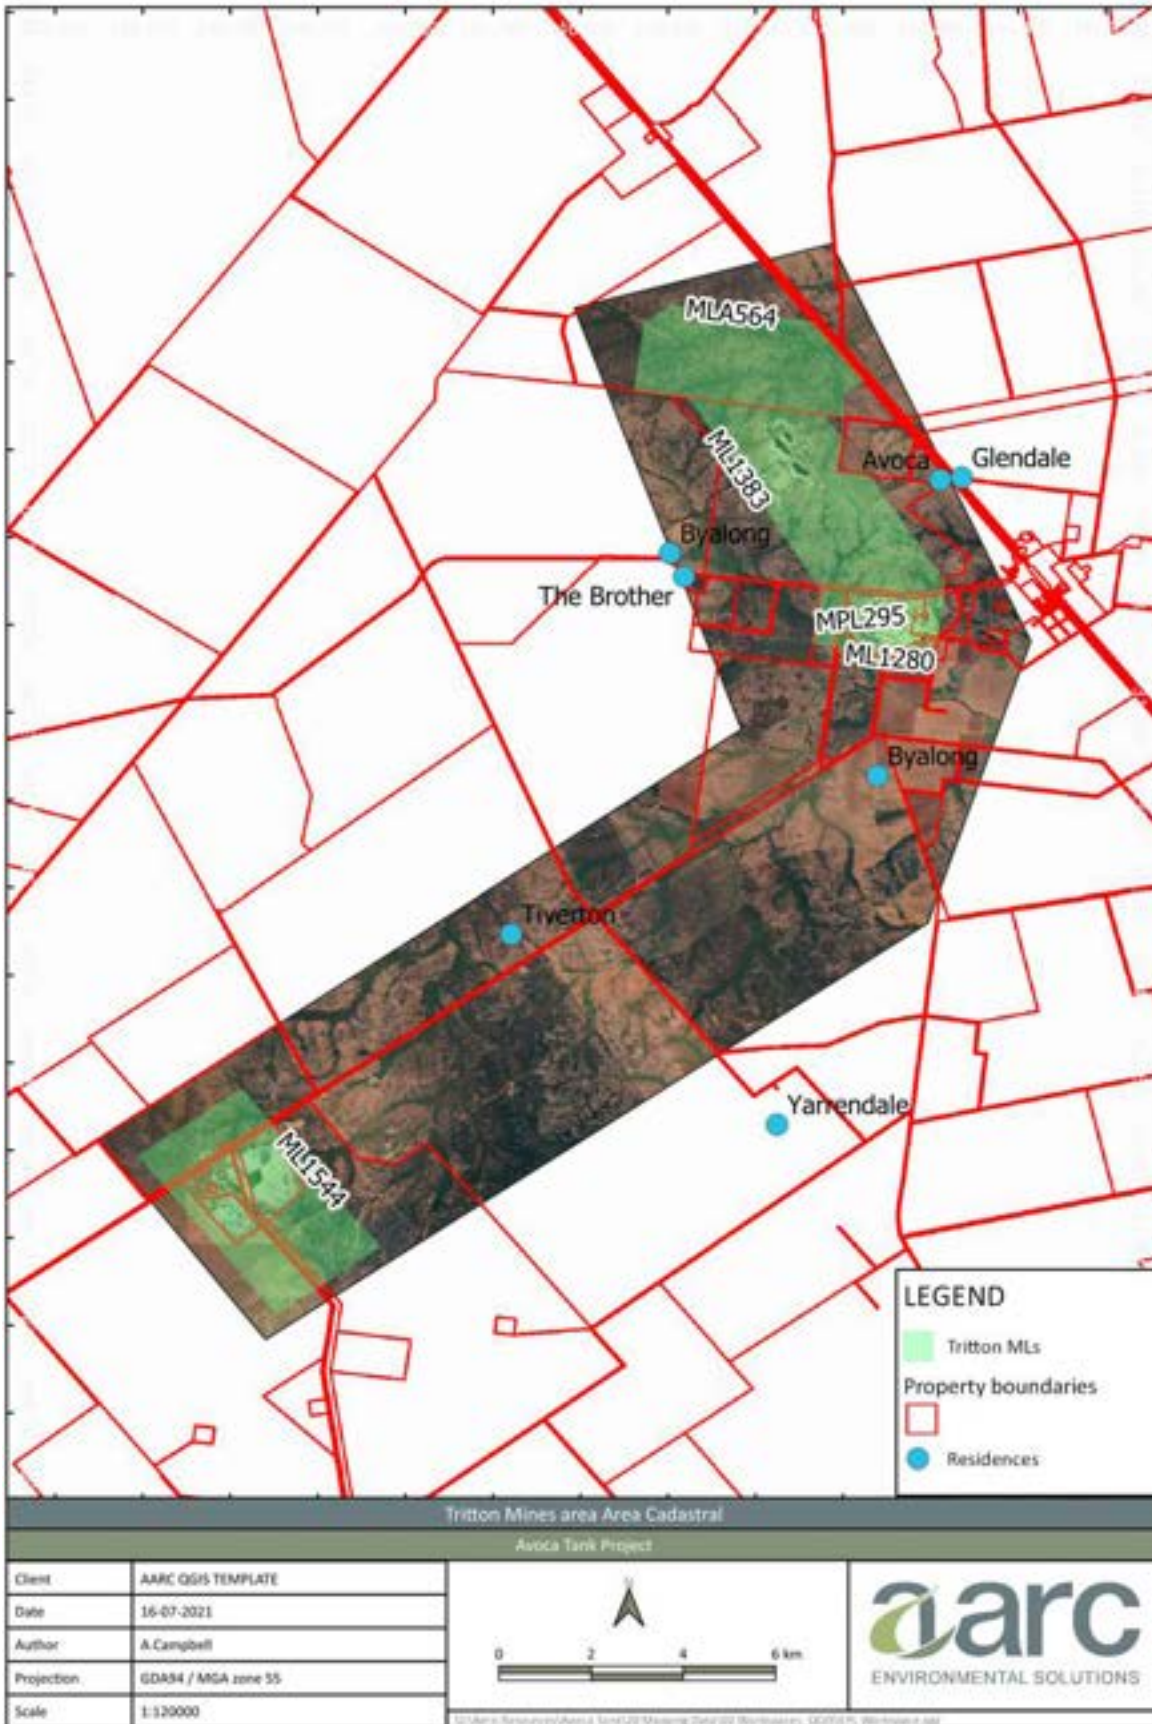 MLA564
ML1383
Avoca
Glendale
Byalong
The Brother
MPL295
ML1280
Byalong
Tiverton
Yarrendale
ML1544
LEGEND
Tritton MLs
Property boundaries
Residences
Tritton Mines area Area Cadastral
Avoca Tank Project
Client AARC QGIS TEMPLATE
Date 16-07-2021
Author A.Campbell
Projection GDA94 / MGA zone 55
Scale 1:120000
N
0 2 4 6 km
aarc
ENVIRONMENTAL SOLUTIONS